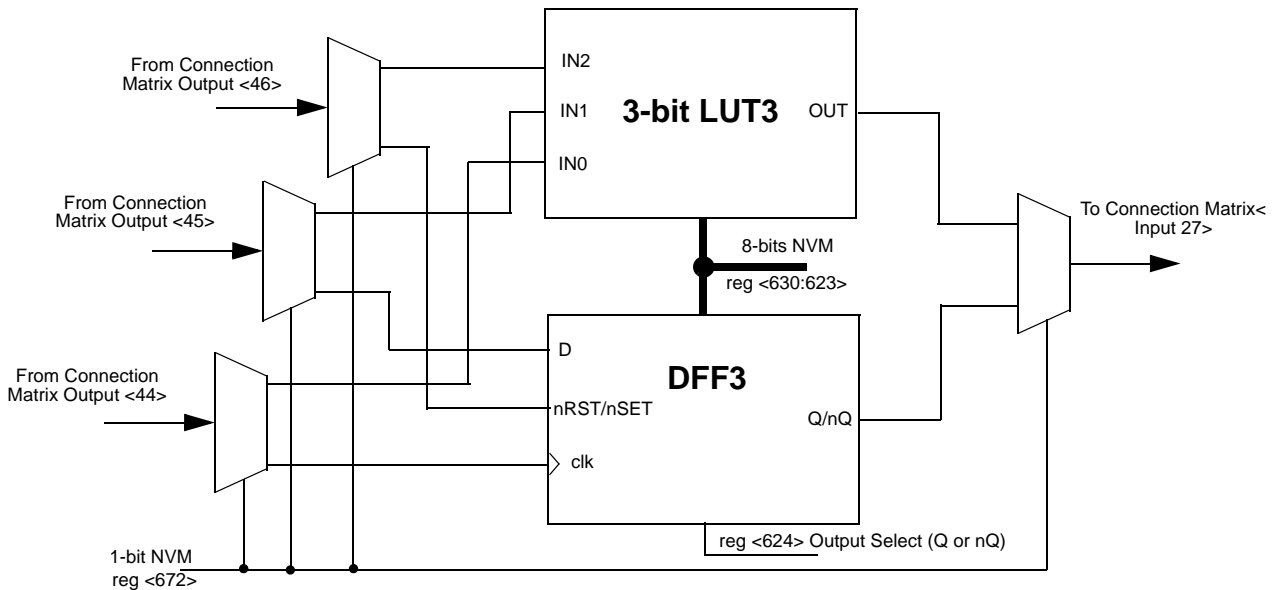 From Connection
Matrix Output <46>
IN2
IN1
IN0
3-bit LUT3
OUT
From Connection
Matrix Output <45>
To Connection Matrix<
Input 27>
8-bits NVM
reg <630:623>
From Connection
Matrix Output <44>
D
DFF3
nRST/nSET
Q/nQ
clk
reg <624> Output Select (Q or nQ)
1-bit NVM
reg <672>